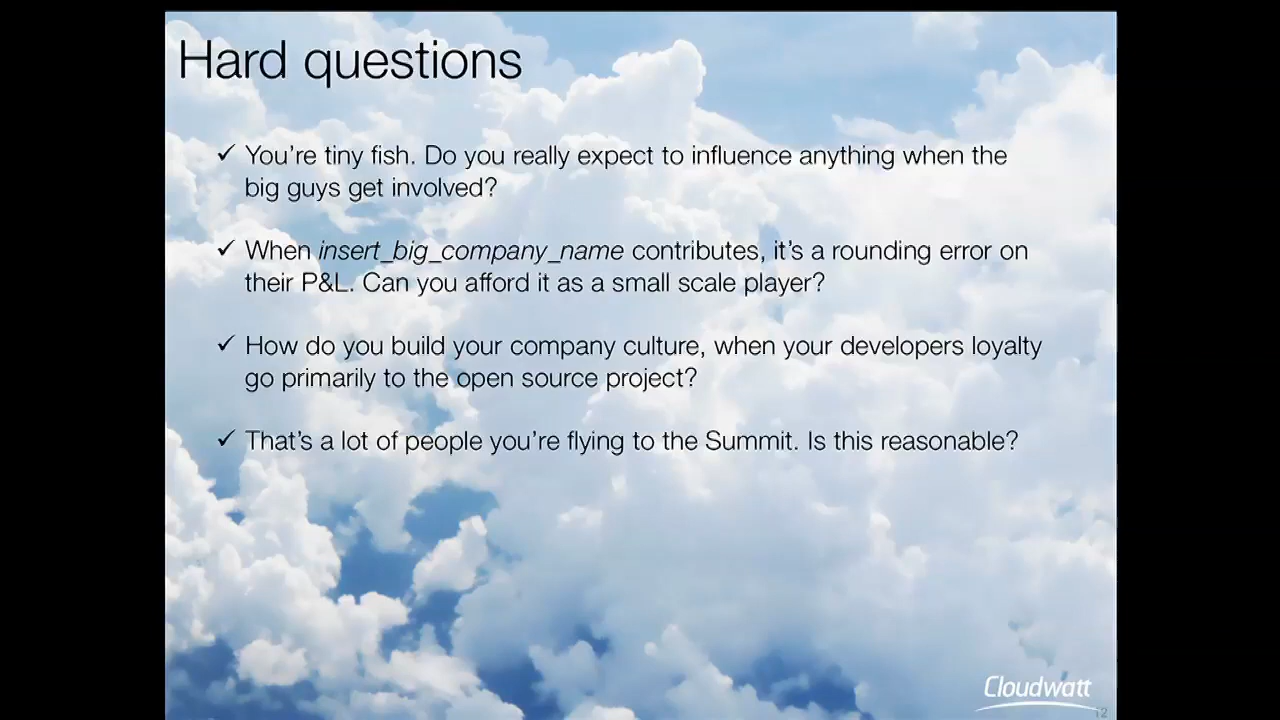 Hard questions
✓ You're tiny fish. Do you really expect to influence anything when the
big guys get involved?
✓ When insert_big_company_name contributes, it's a rounding error on
their P&L. Can you afford it as a small scale player?
✓ How do you build your company culture, when your developers loyalty
go primarily to the open source project?
✓ That's a lot of people you're flying to the Summit. Is this reasonable?
Cloudwatt
12